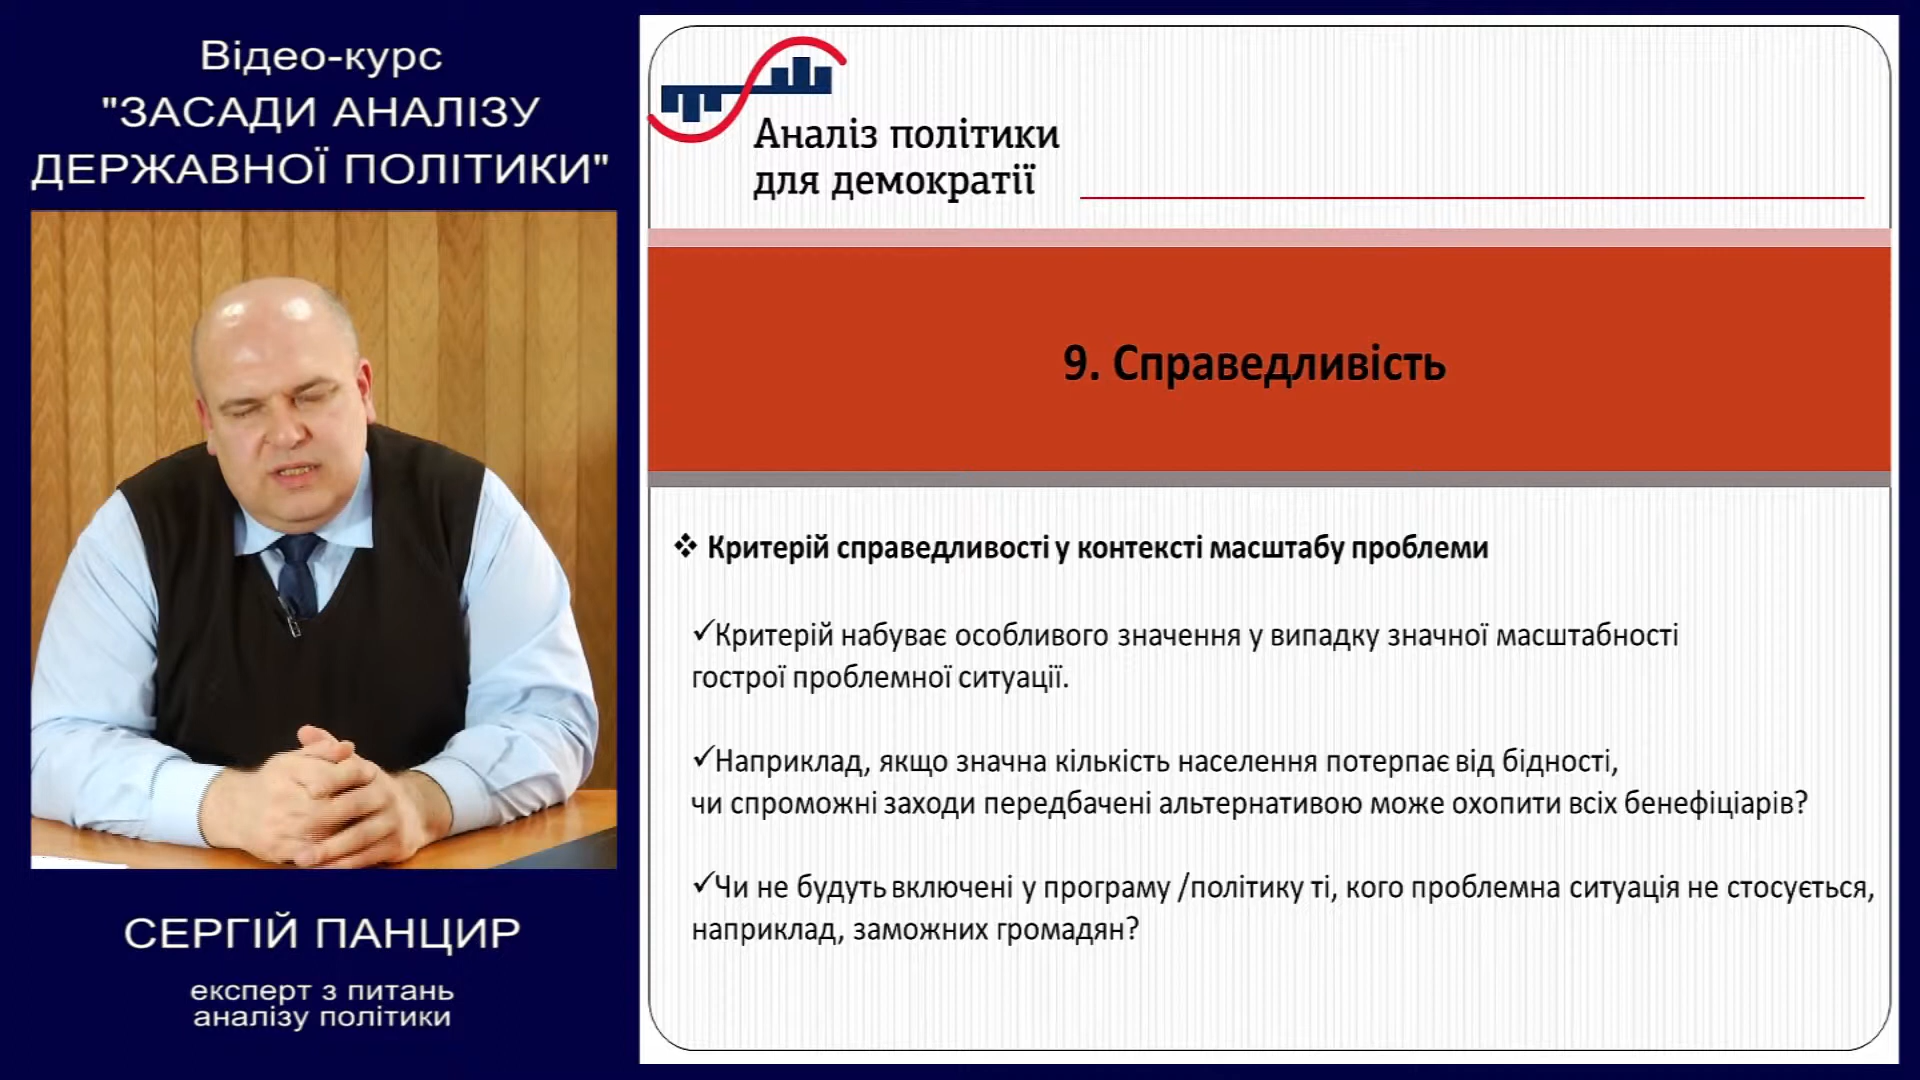 Відео-курс
"ЗАСАДИ АНАЛІЗУ
ДЕРЖАВНОЇ ПОЛІТИКИ"
СЕРГІЙ ПАНЦИР
експерт з питань
аналізу політики
Аналіз політики
для демократії
9. Справедливість
❖ Критерій справедливості у контексті масштабу проблеми
✓Критерій набуває особливого значення у випадку значної масштабності
гострої проблемної ситуації.
✓Наприклад, якщо значна кількість населення потерпає від бідності,
чи спроможні заходи передбачені альтернативою може охопити всіх бенефіціарів?
✓Чи не будуть включені у програму /політику ті, кого проблемна ситуація не стосується,
наприклад, заможних громадян?